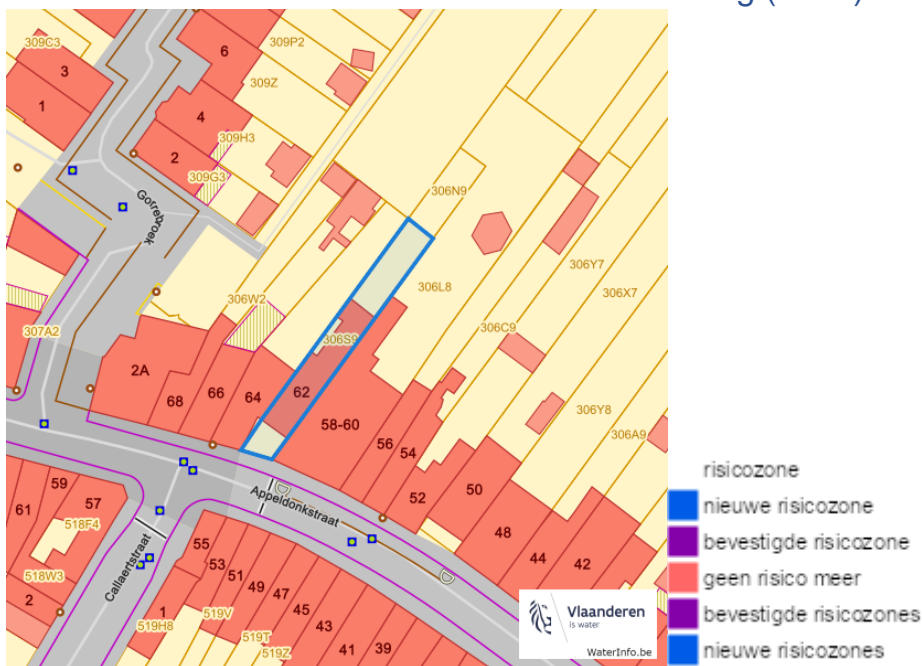 309C3
3
1
6
309P2
309Z
4
309H3
2
309G3
Gorrebroek
306N9
306L8
306Y7
306X7
306W2
306C9
306S9
307A2
2A
68
66
64
62
58-60
56
54
52
50
48
44
42
306Y8
306A9
Appeldonkstraat
61
59
57
518F4
518W3
2
Callaertstraat
55
53
51
49
47
45
43
41
39
1
519H8
519V
519T
519Z
Vlaanderen
is water
WaterInfo.be
risicozone
nieuwe risicozone
bevestigde risicozone
geen risico meer
bevestigde risicozones
nieuwe risicozones